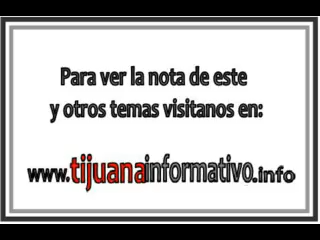 Para ver la nota de este
y otros temas visitanos en:
www.tijuanainformativo.info